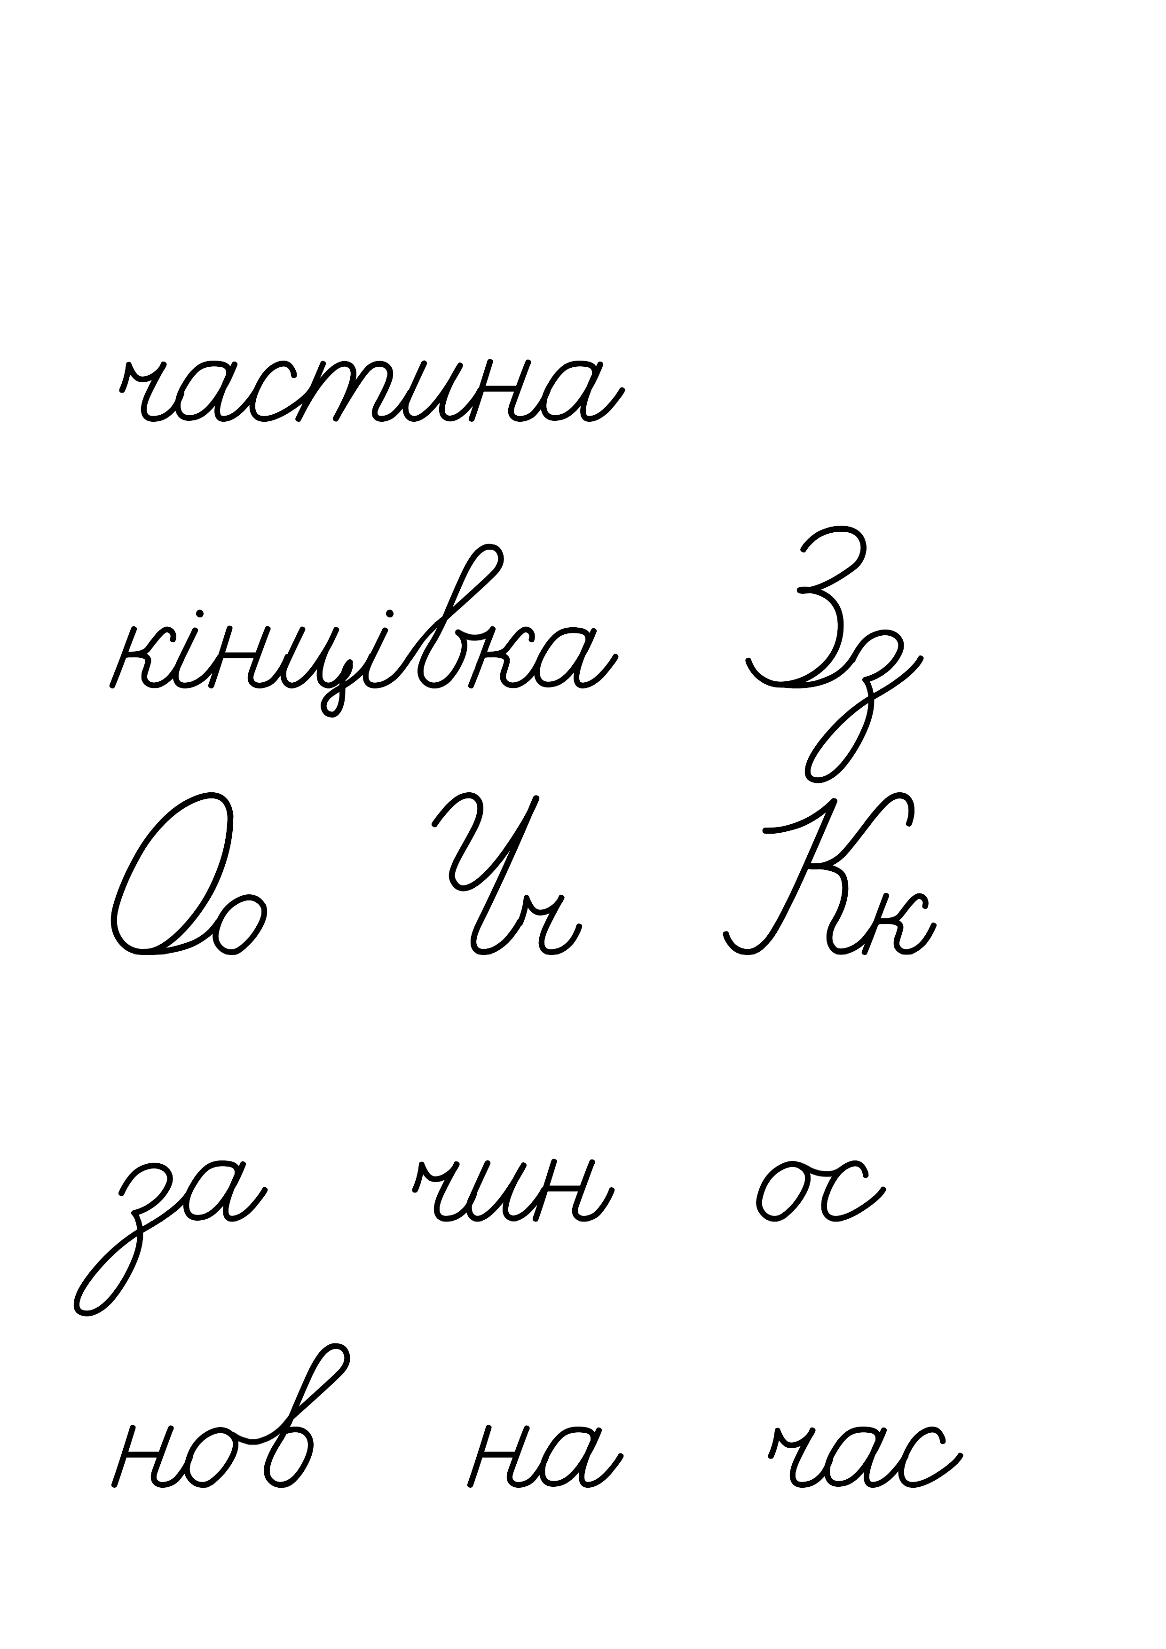 частина
кінцівка Зз
Оо Чч Кк
за чин ос
нов на час